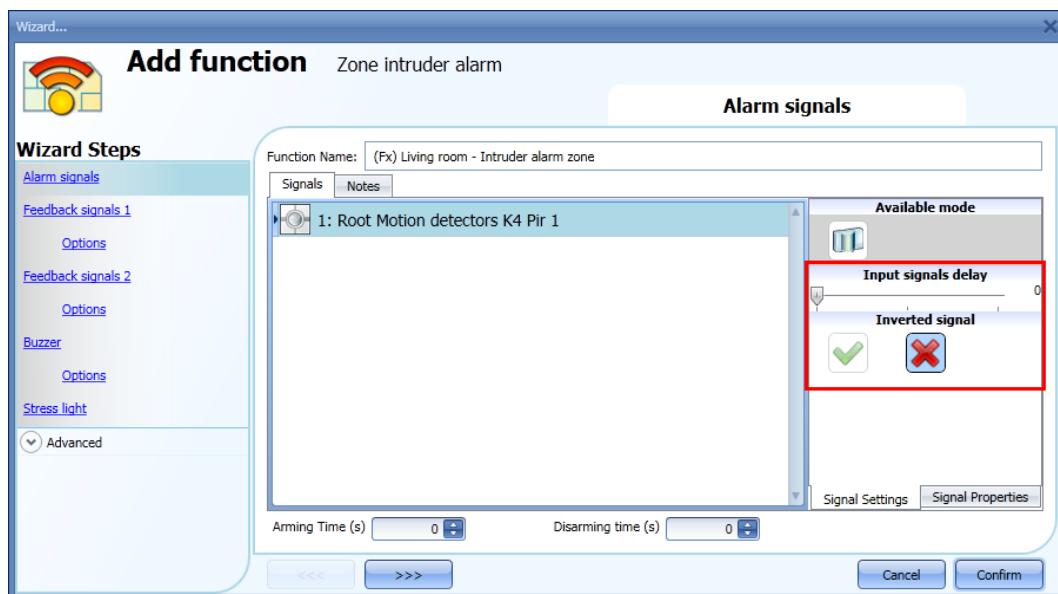 Wizard...
Add function Zone intruder alarm
Alarm signals
Wizard Steps
Alarm signals
Feedback signals 1
Options
Feedback signals 2
Options
Buzzer
Options
Stress light
Advanced
Function Name: (Fx) Living room - Intruder alarm zone
Signals Notes
1: Root Motion detectors K4 Pir 1
Available mode
Input signals delay
0
Inverted signal
Signal Settings Signal Properties
Arming Time (s) 0 Disarming time (s) 0
<<< >>> Cancel Confirm